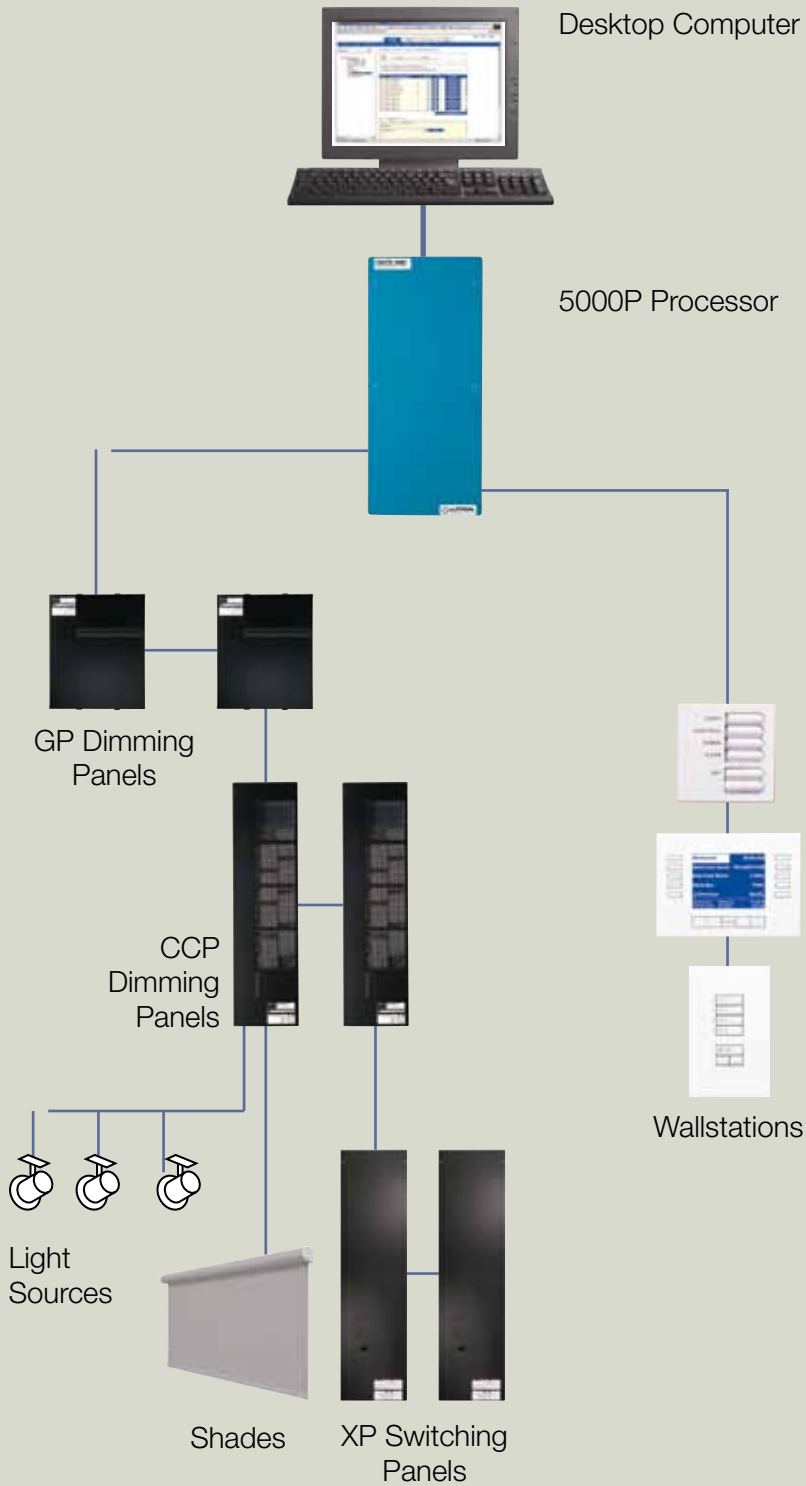 Desktop Computer
5000P Processor
GP Dimming
Panels
CCP
Dimming
Panels
Wallstations
Light
Sources
Shades
XP Switching
Panels